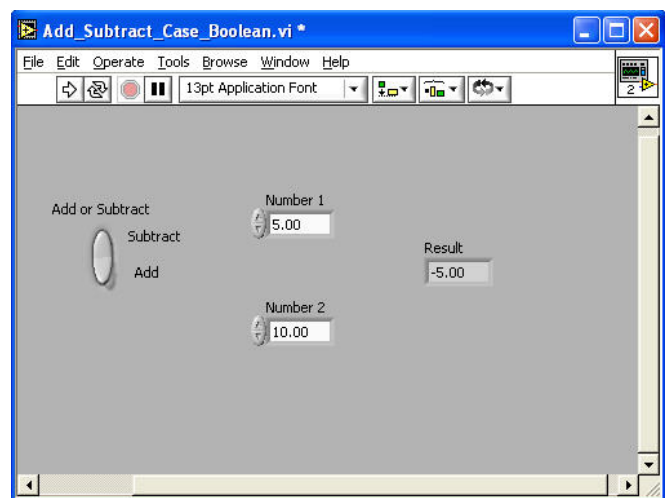 Add_Subtract_Case_Boolean.vi *
File Edit Operate Tools Browse Window Help
13pt Application Font
2
Number 1
Add or Subtract
5.00
Subtract
Result
Add
-5.00
Number 2
10.00